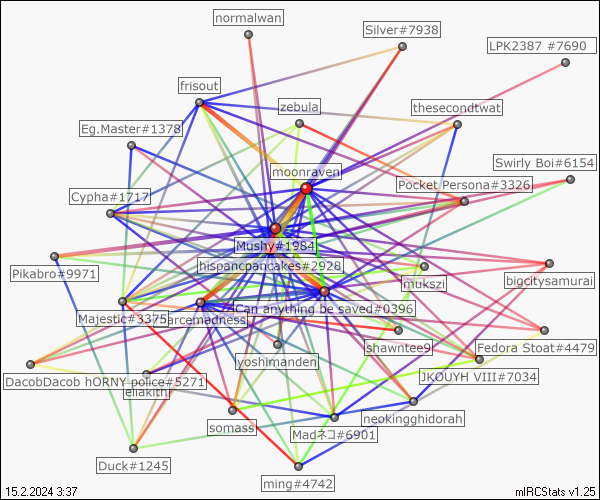 normalwan
Silver#7938
LPK2387 #7690
frisout
zebula
thesecondtwat
Eg.Master#1378
moonraven
Swirly Boi#6154
Cypha#1717
Pocket Persona#3326
Mushy#1984
hispancpancakes#2928
Pikabro#9971
mukszi
bigcitysamurai
Majestic#3375
arcemadness
Can anything be saved#0396
shawntee9
Fedora Stoat#4479
yoshimanden
DacobDacob hORNY police#5271
JKOUYH VIII#7034
ellakith
neokingghidorah
somass
Madネコ#6901
Duck#1245
ming#4742
15.2.2024 3:37
mIRCStats v1.25